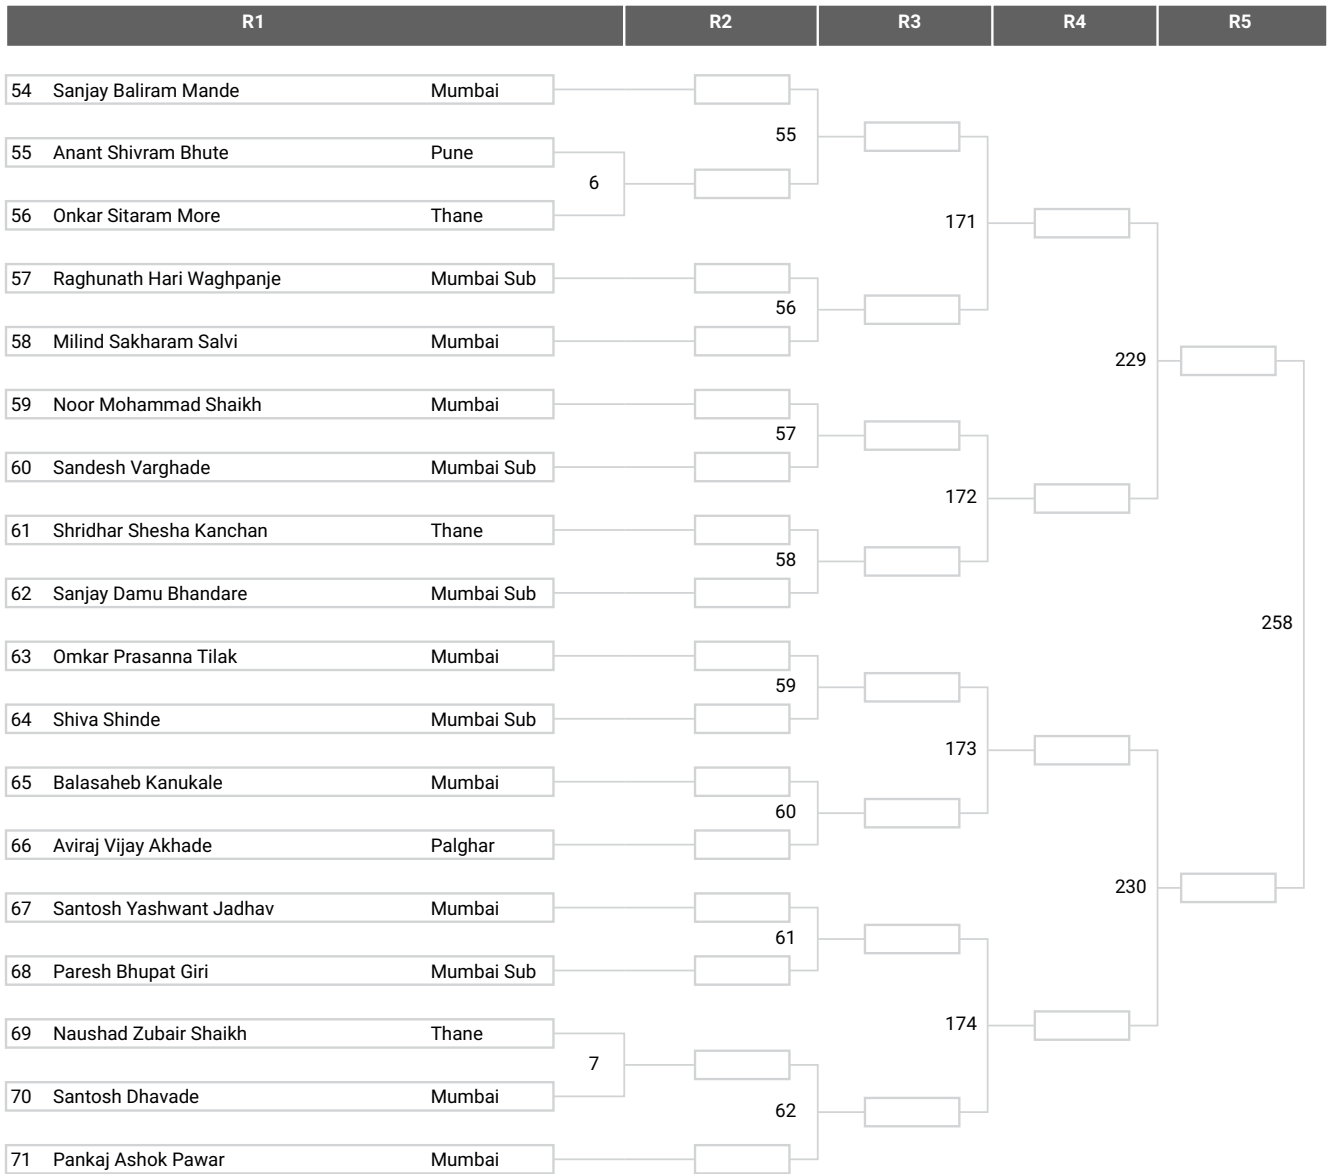 R1 R2 R3 R4 R5
54 Sanjay Baliram Mande Mumbai
55
55 Anant Shivram Bhute Pune
6
56 Onkar Sitaram More Thane
171
57 Raghunath Hari Waghpanje Mumbai Sub
56
58 Milind Sakharam Salvi Mumbai
229
59 Noor Mohammad Shaikh Mumbai
57
60 Sandesh Varghade Mumbai Sub
172
61 Shridhar Shesha Kanchan Thane
58
62 Sanjay Damu Bhandare Mumbai Sub
258
63 Omkar Prasanna Tilak Mumbai
59
64 Shiva Shinde Mumbai Sub
173
65 Balasaheb Kanukale Mumbai
60
66 Aviraj Vijay Akhade Palghar
230
67 Santosh Yashwant Jadhav Mumbai
61
68 Paresh Bhupat Giri Mumbai Sub
174
69 Naushad Zubair Shaikh Thane
7
70 Santosh Dhavade Mumbai
62
71 Pankaj Ashok Pawar Mumbai